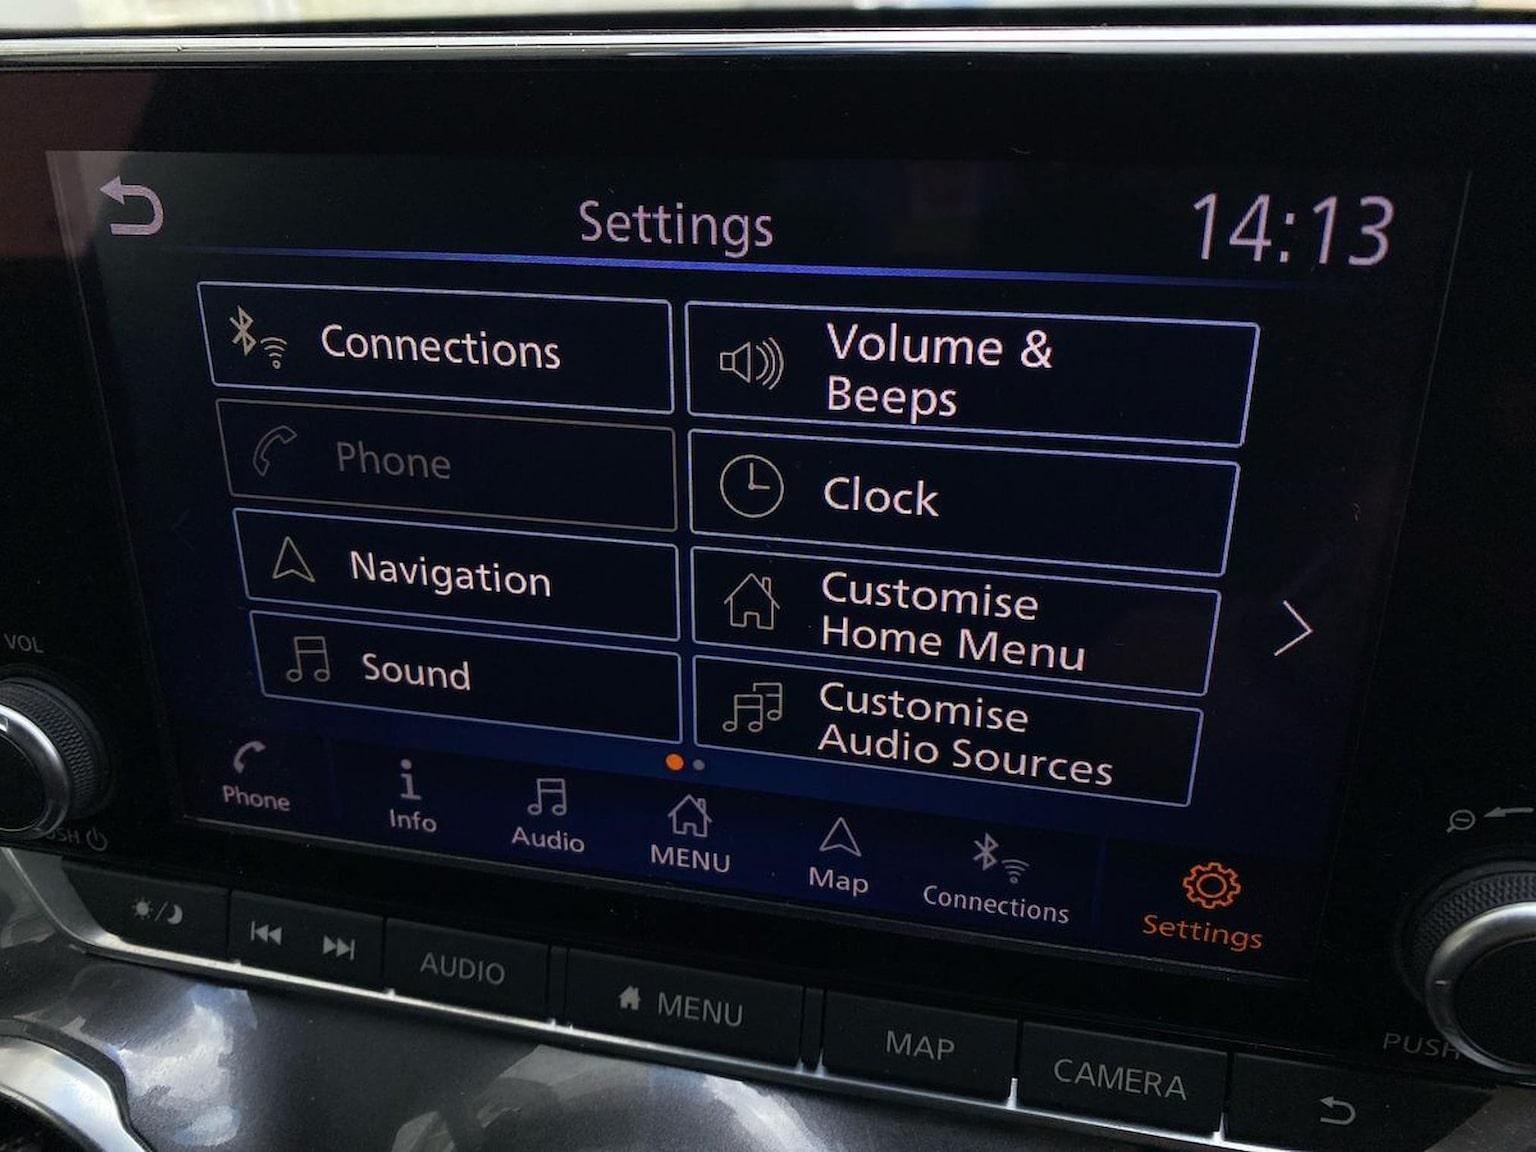 Settings
14:13
Connections
Volume &
Beeps
Phone
Clock
Navigation
Customise
Home Menu
Sound
Customise
Audio Sources
Phone
Info
Audio
MENU
Map
Connections
Settings
VOL
AUDIO
MENU
MAP
CAMERA
PUSH